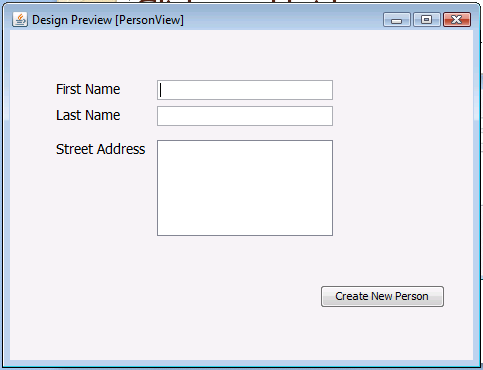 Design Preview [PersonView]
First Name
Last Name
Street Address
Create New Person